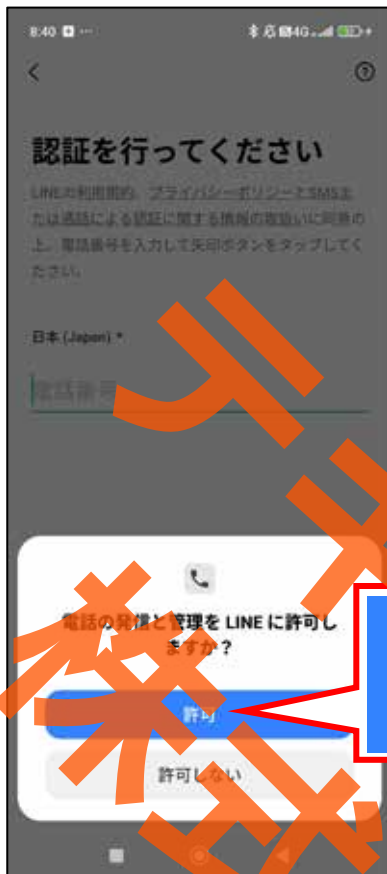 8:40
4G
認証を行ってください
LINEの利用規約、プライバシーポリシーとSMSま
たは通話による認証に関する情報の取扱いに同意の
上、電話番号を入力して矢印ボタンをタップしてく
ださい。
日本 (Japan)
電話番号
電話の発信と管理を LINE に許可し
ますか？
許可
許可しない